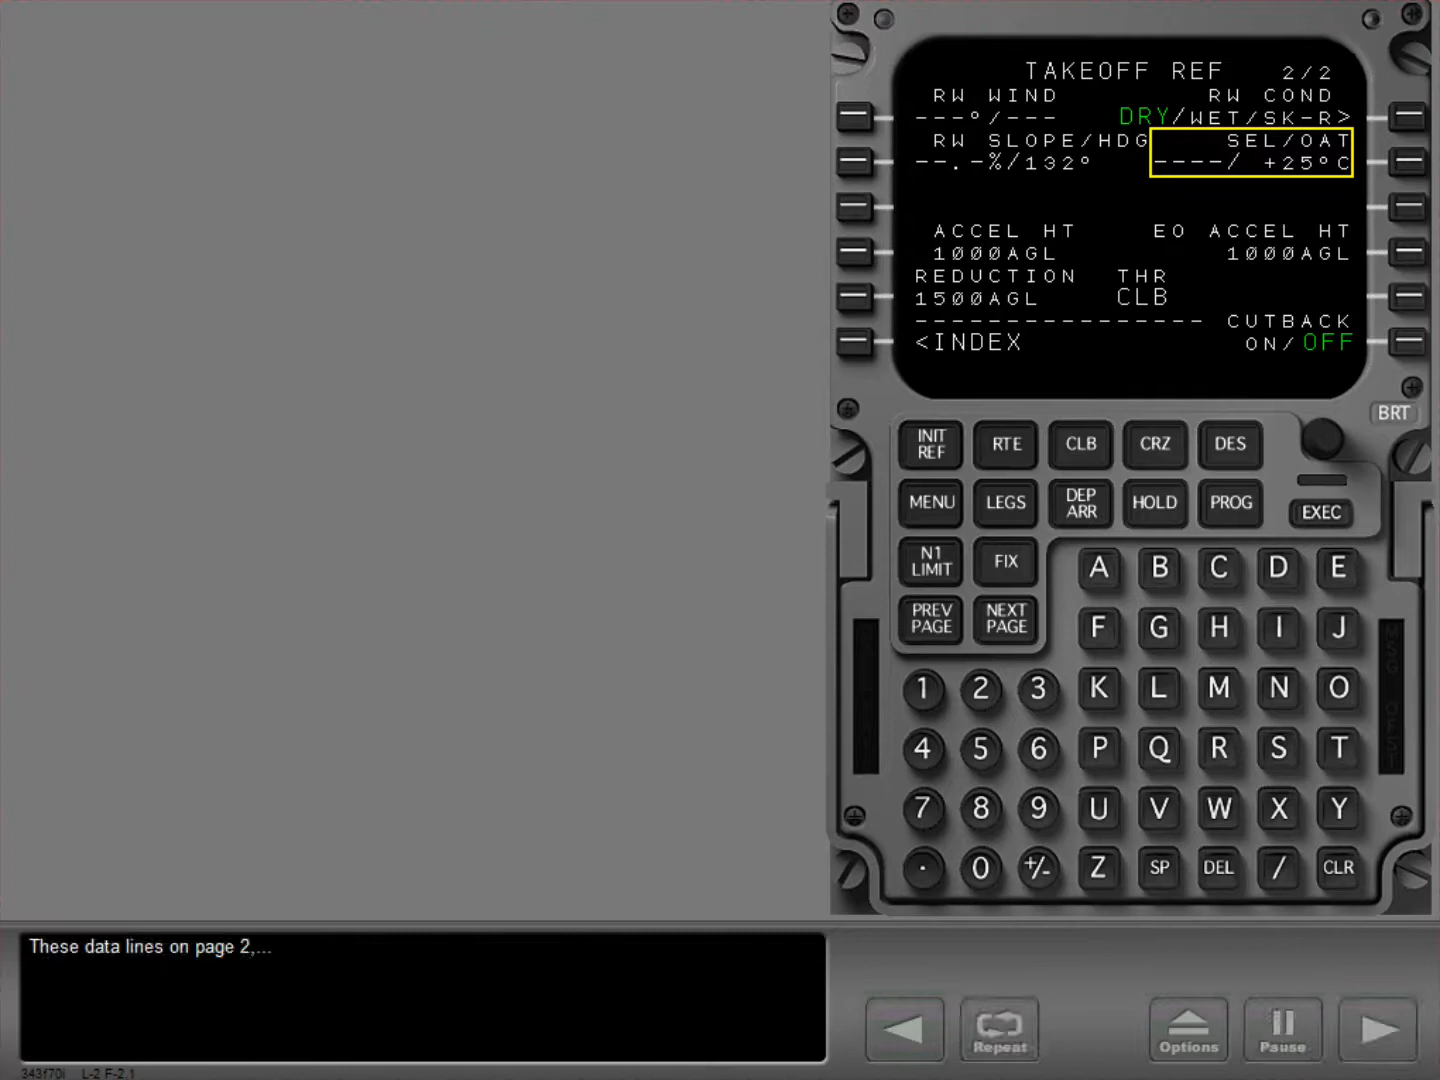 TAKEOFF REF 2/2
RW WIND RW COND
---°/--- DRY/WET/SK-R>
RW SLOPE/HDG SEL/OAT
--.-%/132° ----/ +25°C
ACCEL HT EO ACCEL HT
1000AGL 1000AGL
REDUCTION THR
1500AGL CLB
---------------- CUTBACK
<INDEX ON/OFF
BRT
INIT REF RTE CLB CRZ DES
MENU LEGS DEP ARR HOLD PROG
EXEC
N1 LIMIT FIX A B C D E
PREV PAGE NEXT PAGE F G H I J
1 2 3 K L M N O
4 5 6 P Q R S T
7 8 9 U V W X Y
. 0 +/- Z SP DEL / CLR
These data lines on page 2,...
Repeat Options Pause
343f70i L-2 F-2.1